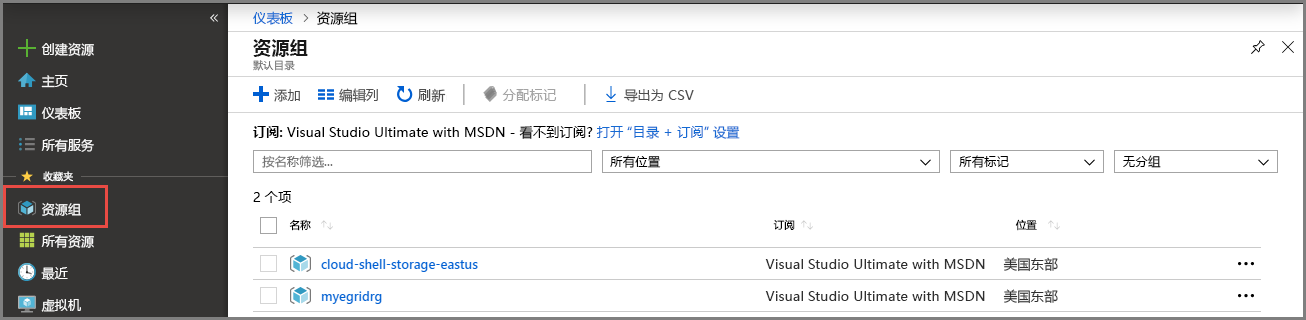 «
创建资源
主页
仪表板
所有服务
收藏夹
资源组
所有资源
最近
虚拟机
仪表板 > 资源组
资源组
默认目录
添加 编辑列 刷新 分配标记 导出为 CSV
订阅: Visual Studio Ultimate with MSDN - 看不到订阅? 打开 “目录 + 订阅” 设置
按名称筛选... 所有位置 所有标记 无分组
2 个项
名称 ↑↓ 订阅 ↑↓ 位置 ↑↓
cloud-shell-storage-eastus Visual Studio Ultimate with MSDN 美国东部 •••
myegridrg Visual Studio Ultimate with MSDN 美国东部 •••